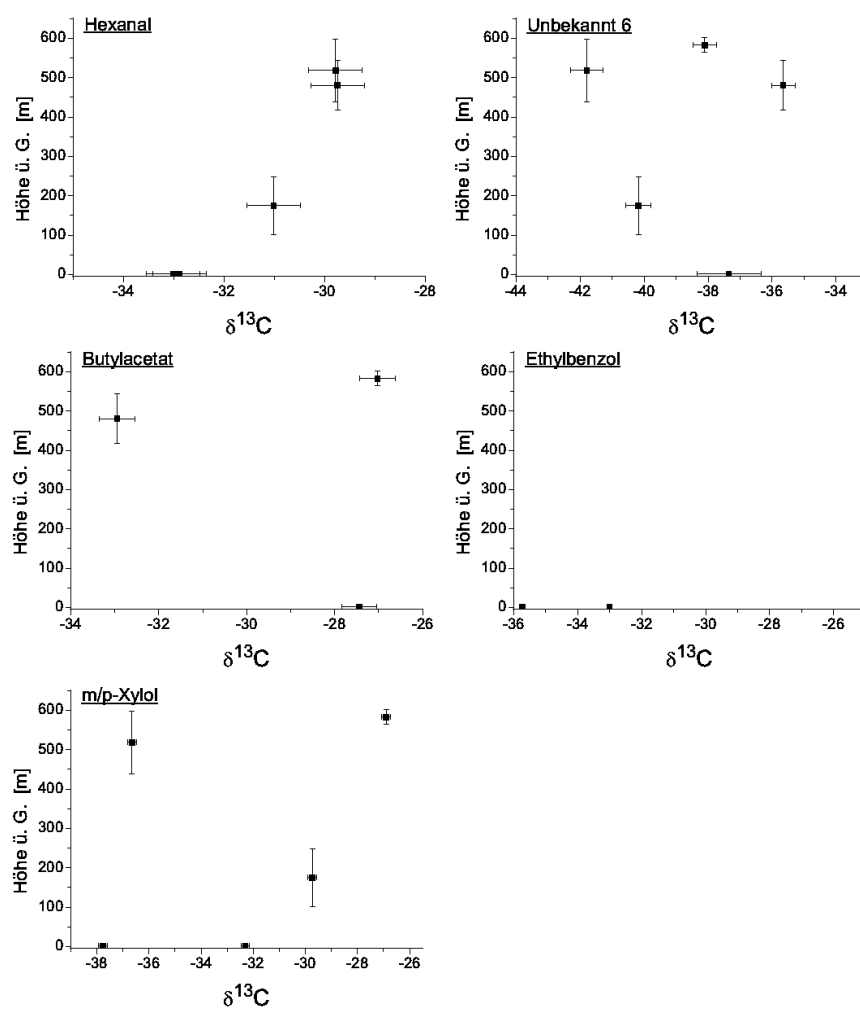 Hexanal
Höhe ü. G. [m]
600
500
400
300
200
100
0
-34 -32 -30 -28
δ¹³C
Unbekannt 6
Höhe ü. G. [m]
600
500
400
300
200
100
0
-44 -42 -40 -38 -36 -34
δ¹³C
Butylacetat
Höhe ü. G. [m]
600
500
400
300
200
100
0
-34 -32 -30 -28 -26
δ¹³C
Ethylbenzol
Höhe ü. G. [m]
600
500
400
300
200
100
0
-36 -34 -32 -30 -28 -26
δ¹³C
m/p-Xylol
Höhe ü. G. [m]
600
500
400
300
200
100
0
-38 -36 -34 -32 -30 -28 -26
δ¹³C